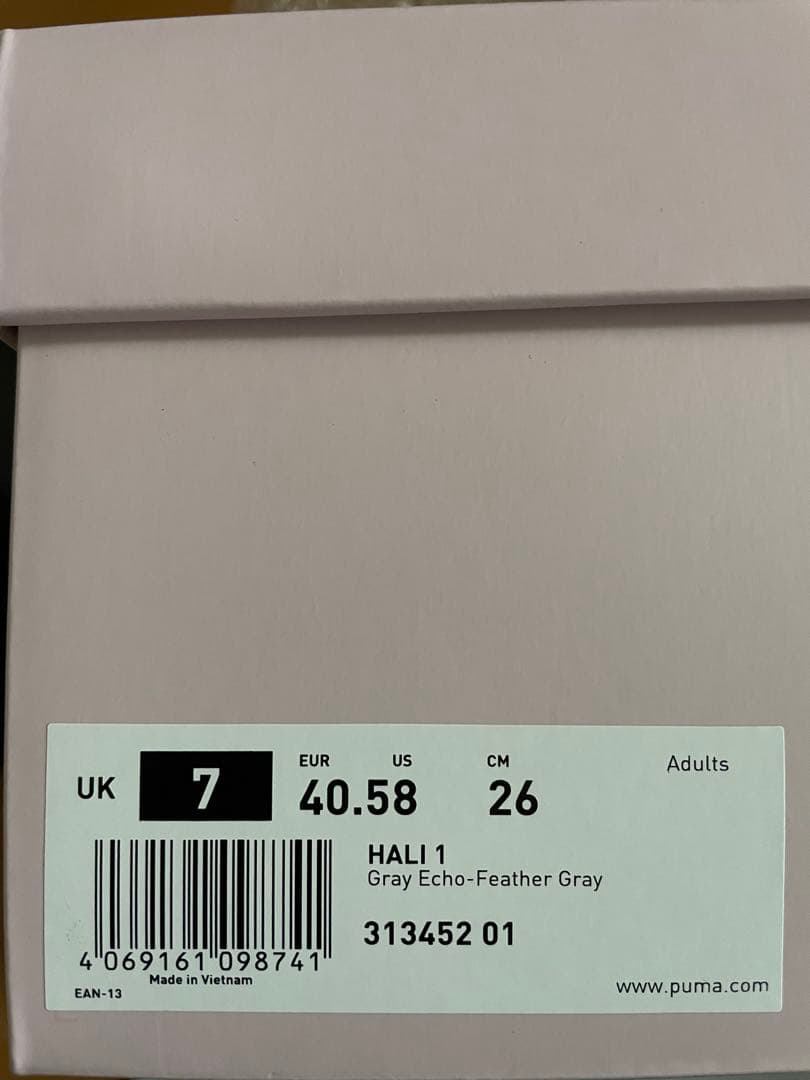 EUR US CM Adults
UK 7 40.58 26
HALI 1
Gray Echo-Feather Gray
313452 01
4 069161 098741
Made in Vietnam
EAN-13
www.puma.com